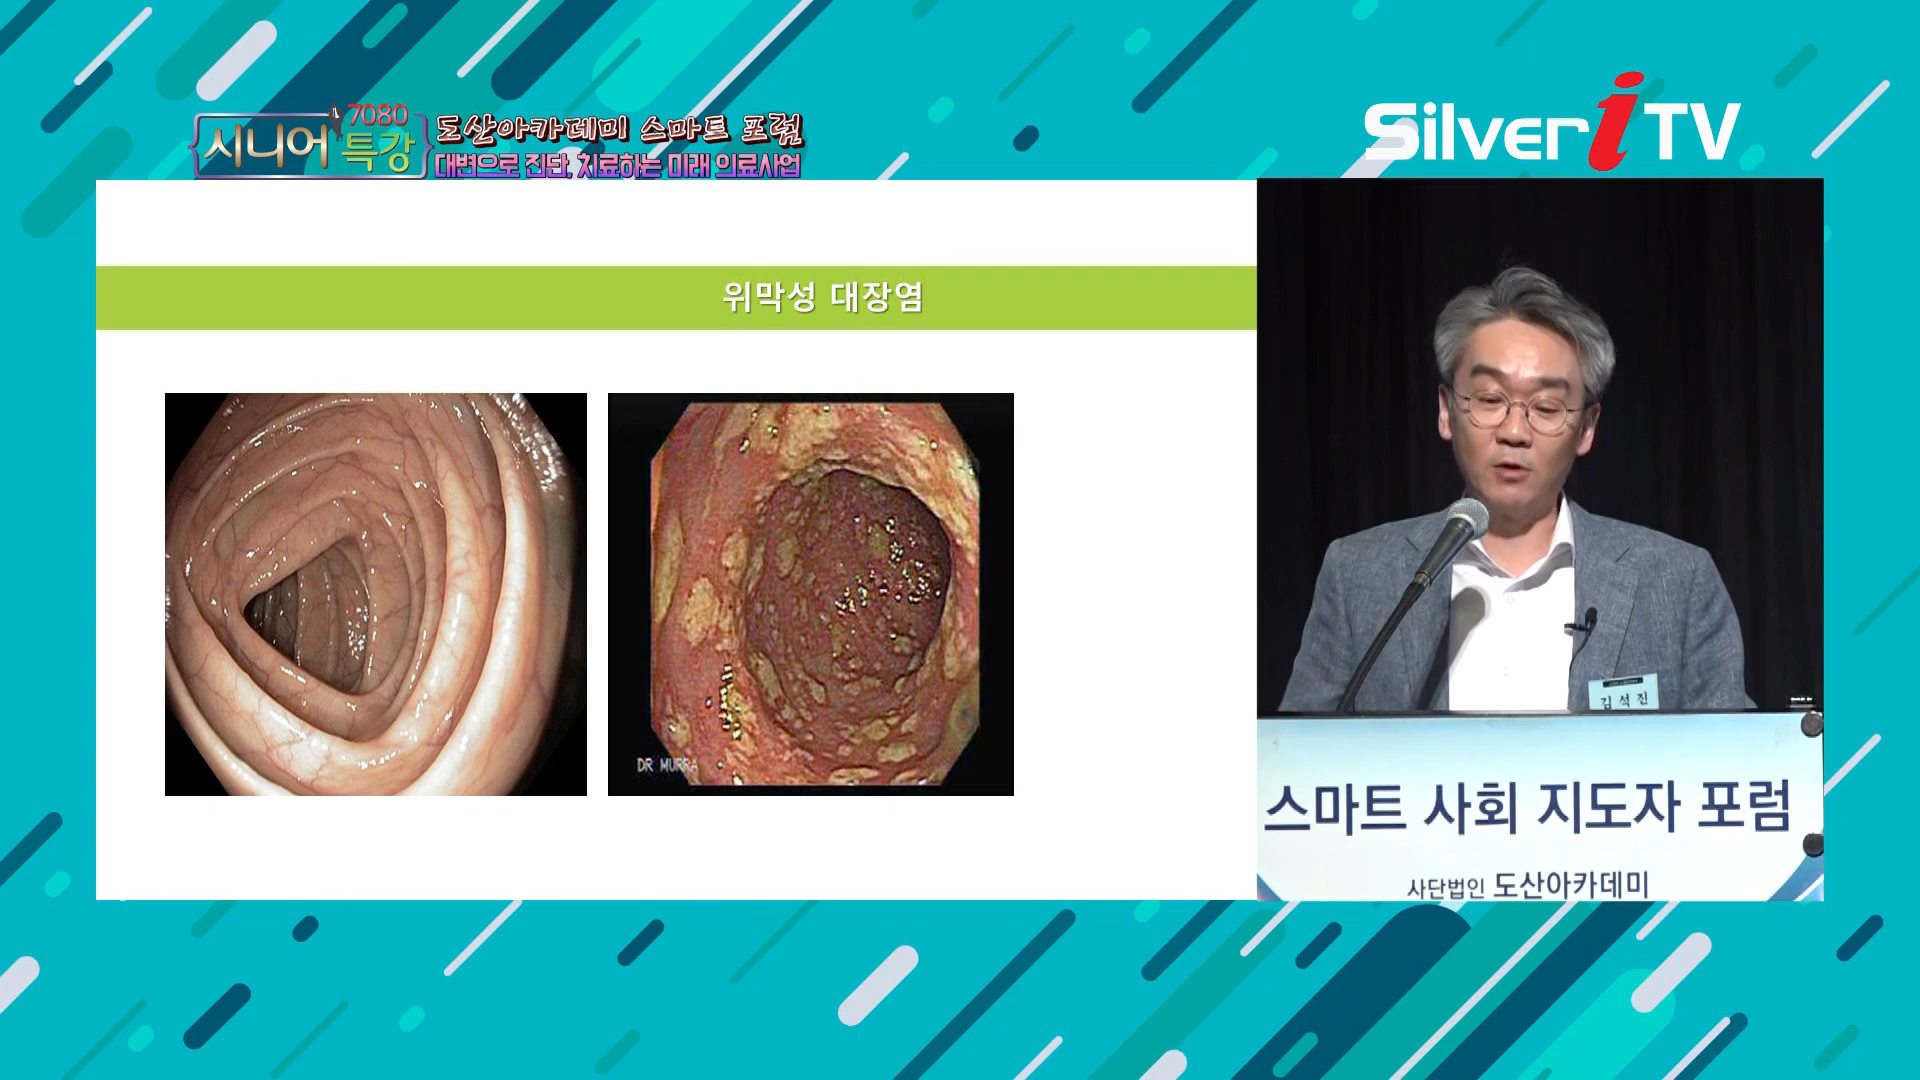 시니어 7080 특강
도산아카데미 스마트 포럼
대변으로 진단, 치료하는 미래 의료사업
Silver i TV
위막성 대장염
DR MURRA
김석진
스마트 사회 지도자 포럼
사단법인 도산아카데미